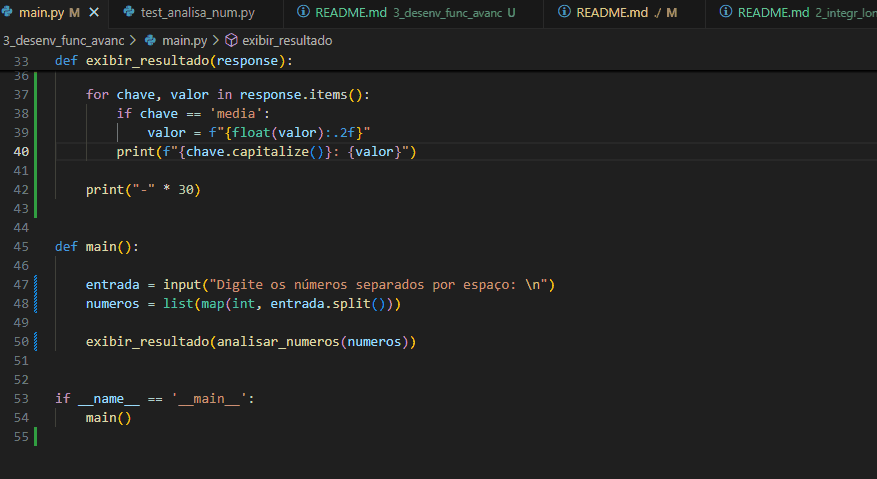 main.py M test_analisa_num.py README.md 3_desenv_func_avanc U README.md ./ M README.md 2_integr_lon
3_desenv_func_avanc > main.py > exibir_resultado
33 def exibir_resultado(response):
36
37 for chave, valor in response.items():
38 if chave == 'media':
39 valor = f"{float(valor):.2f}"
40 print(f"{chave.capitalize()}: {valor}")
41
42 print("-" * 30)
43
44
45 def main():
46
47 entrada = input("Digite os números separados por espaço: \n")
48 numeros = list(map(int, entrada.split()))
49
50 exibir_resultado(analisar_numeros(numeros))
51
52
53 if __name__ == '__main__':
54 main()
55